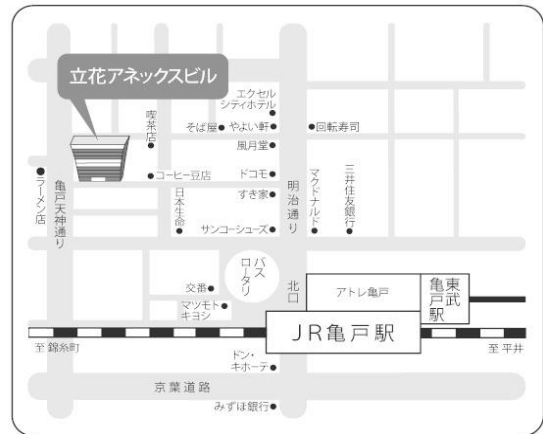 立花アネックスビル
エクセル
シティホテル
喫茶店
そば屋
やよい軒
回転寿司
風月堂
コーヒー豆店
ドコモ
ラーメン店
亀戸天神通り
日本生命
すき家
明治通り
マクドナルド
三井住友銀行
サンコーシューズ
バス
ロータリー
交番
マツモト
キヨシ
北口
アトレ亀戸
東武
亀戸駅
JR亀戸駅
至 錦糸町
至 平井
ドン・
キホーテ
京葉道路
みずほ銀行